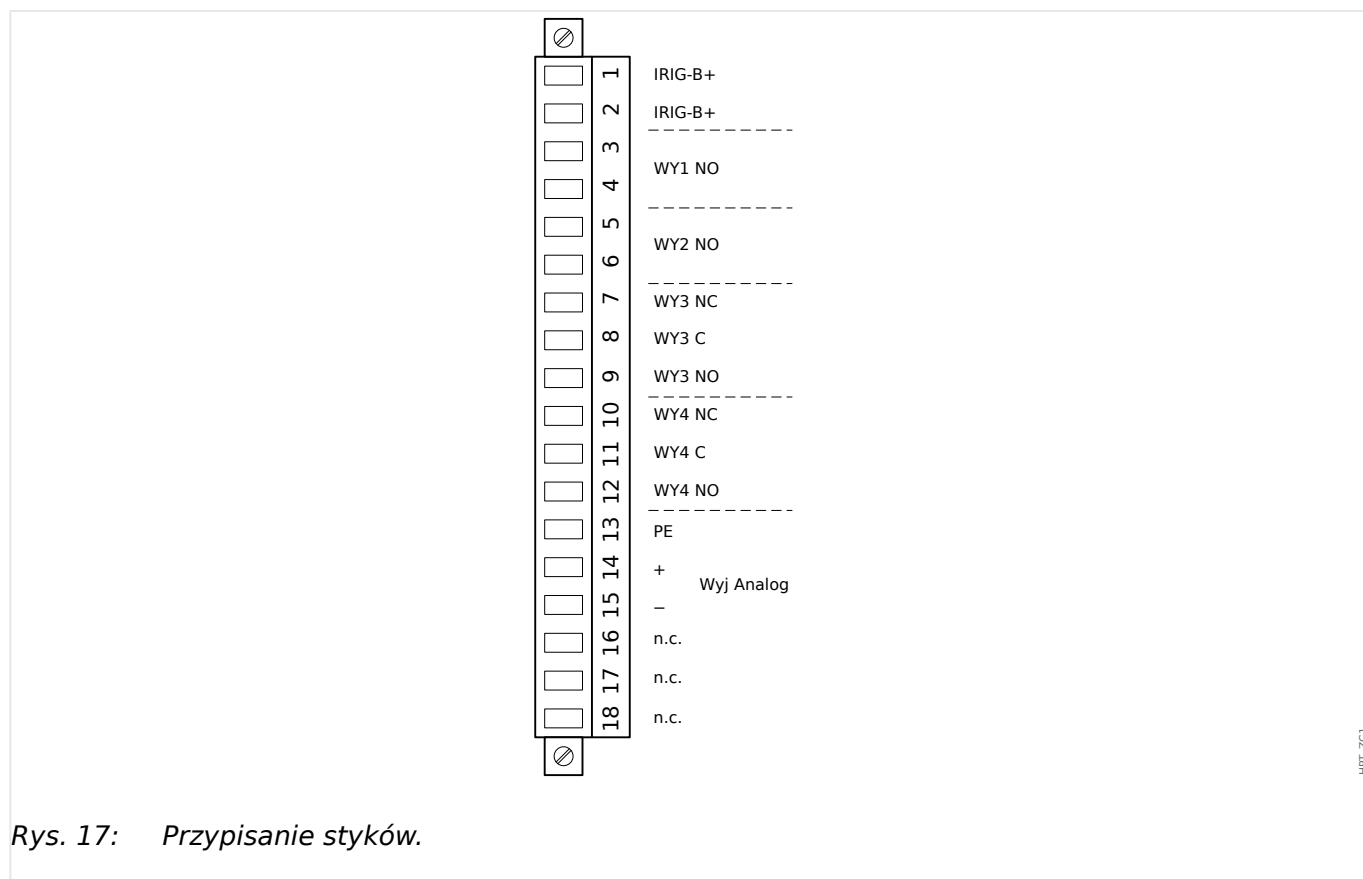 1 IRIG-B+
2 IRIG-B+
3
WY1 NO
4
5
WY2 NO
6
7 WY3 NC
8 WY3 C
9 WY3 NO
10 WY4 NC
11 WY4 C
12 WY4 NO
13 PE
14 +
Wyj Analog
15 −
16 n.c.
17 n.c.
18 n.c.
Rys. 17: Przypisanie styków.